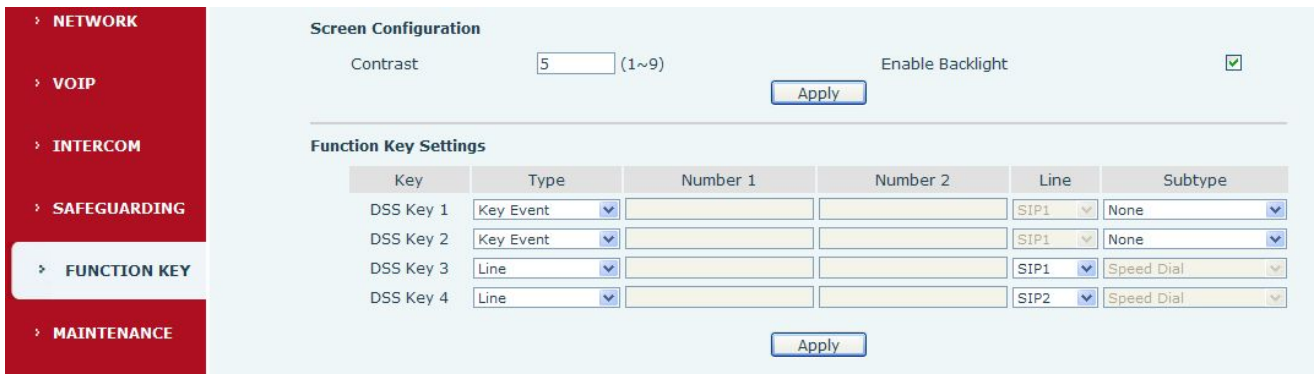 NETWORK
VOIP
INTERCOM
SAFEGUARDING
FUNCTION KEY
MAINTENANCE
Screen Configuration
Contrast 5 (1~9) Enable Backlight
Apply
Function Key Settings
Key Type Number 1 Number 2 Line Subtype
DSS Key 1 Key Event SIP1 None
DSS Key 2 Key Event SIP1 None
DSS Key 3 Line SIP1 Speed Dial
DSS Key 4 Line SIP2 Speed Dial
Apply